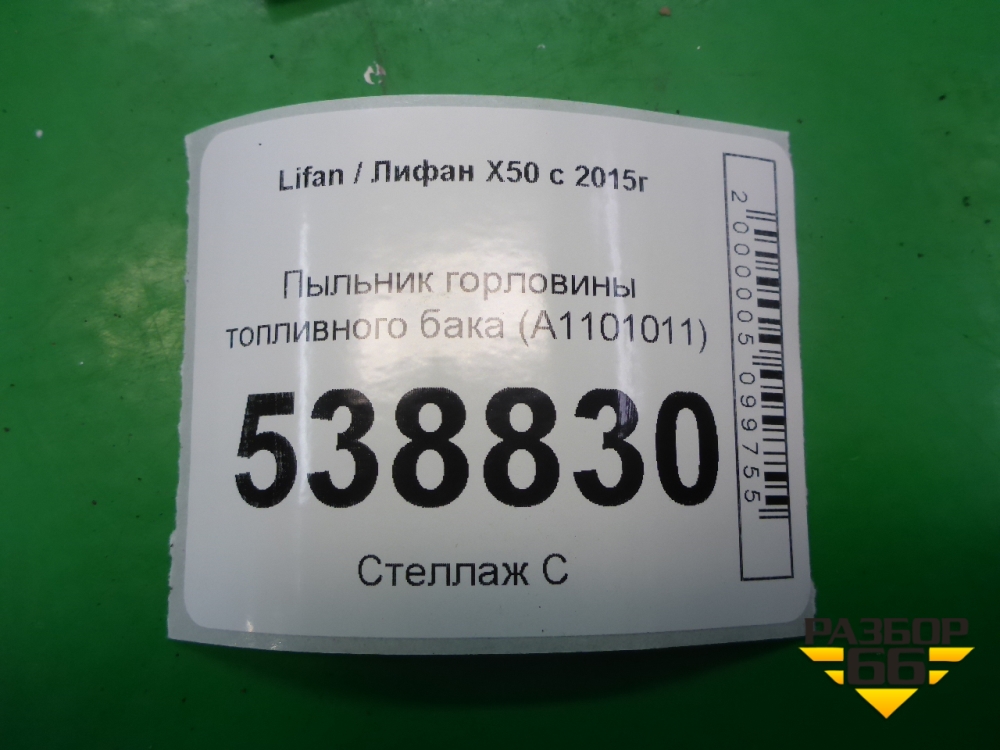 Lifan / Лифан X50 с 2015г
Пыльник горловины
топливного бака (A1101011)
538830
Стеллаж С
2000005099755
РАЗБОР
66